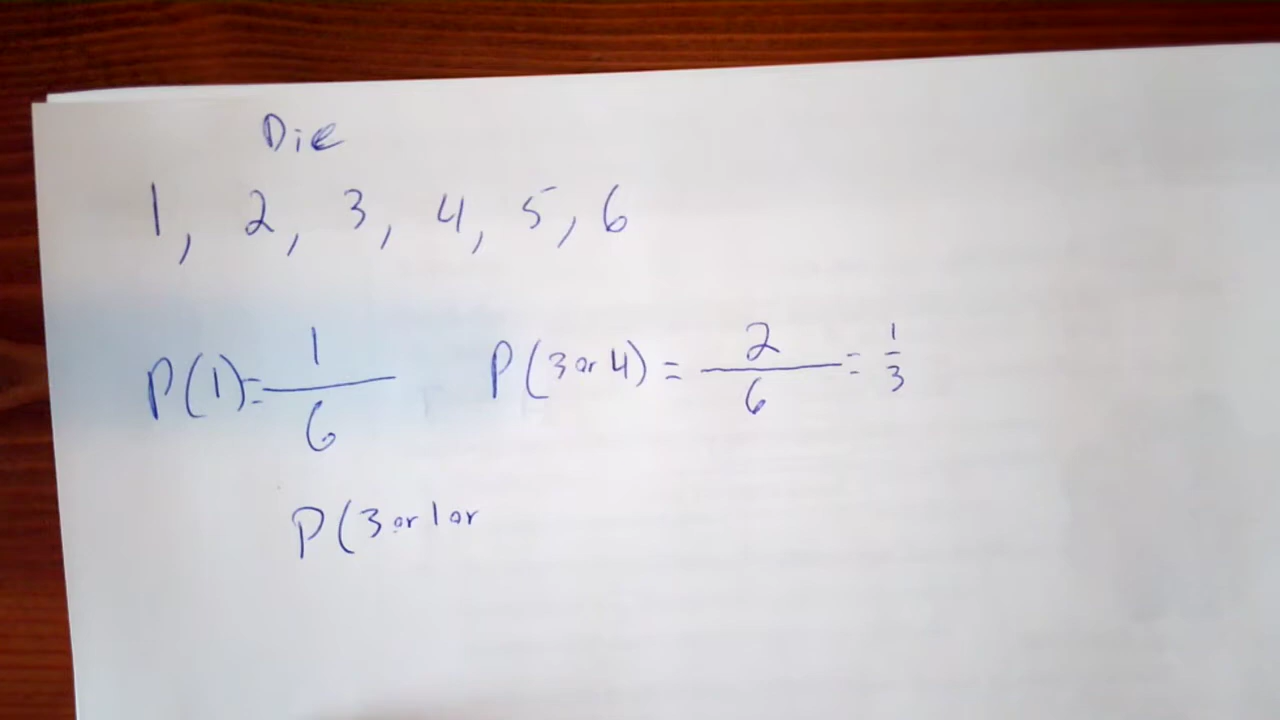 Die
1, 2, 3, 4, 5, 6
P(1)= 1/6 P(3 or 4) = 2/6 = 1/3
P(3 or 1 or